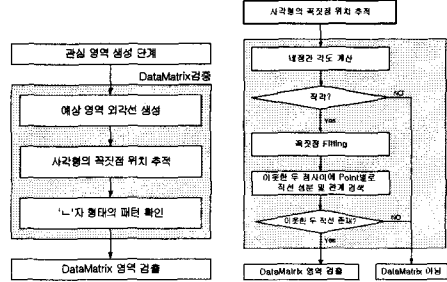 관심 영역 생성 단계
DataMatrix검증
예상 영역 외각선 생성
사각형의 꼭짓점 위치 추적
'ㄴ'자 형태의 패턴 확인
DataMatrix 영역 검출
사각형의 꼭짓점 위치 추적
네점간 각도 계산
직각?
NO
Yes
꼭짓점 Fitting
이웃한 두 점사이에 Point별로
직선 성분 및 관계 검색
이웃한 두 직선 존재?
NO
Yes
DataMatrix 영역 검출
DataMatrix 아님